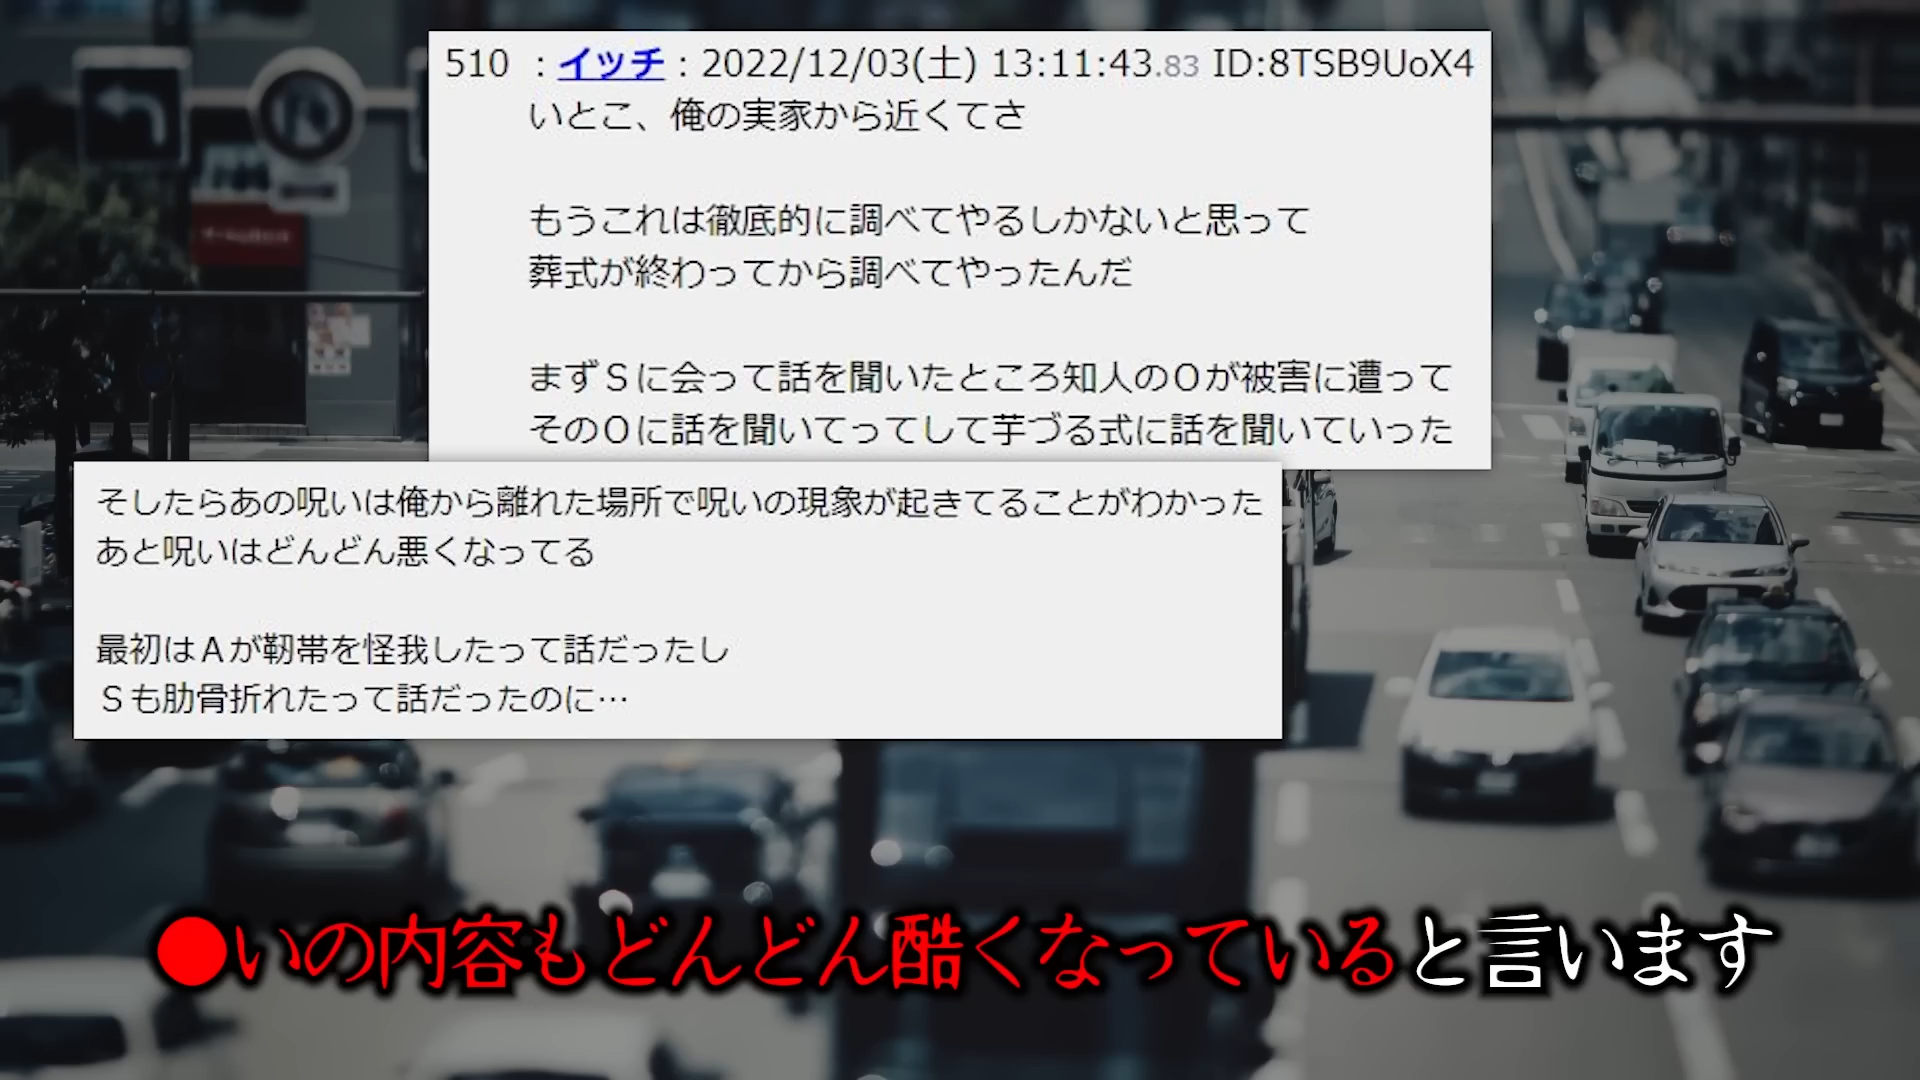 510 : イッチ : 2022/12/03(土) 13:11:43.83 ID:8TSB9UoX4
いとこ、俺の実家から近くてさ
もうこれは徹底的に調べてやるしかないと思って
葬式が終わってから調べてやったんだ
まずＳに会って話を聞いたところ知人のＯが被害に遭って
そのＯに話を聞いてってして芋づる式に話を聞いていった
そしたらあの呪いは俺から離れた場所で呪いの現象が起きてることがわかった
あと呪いはどんどん悪くなってる
最初はＡが靭帯を怪我したって話だったし
Ｓも肋骨折れたって話だったのに…
●いの内容もどんどん酷くなっていると言います